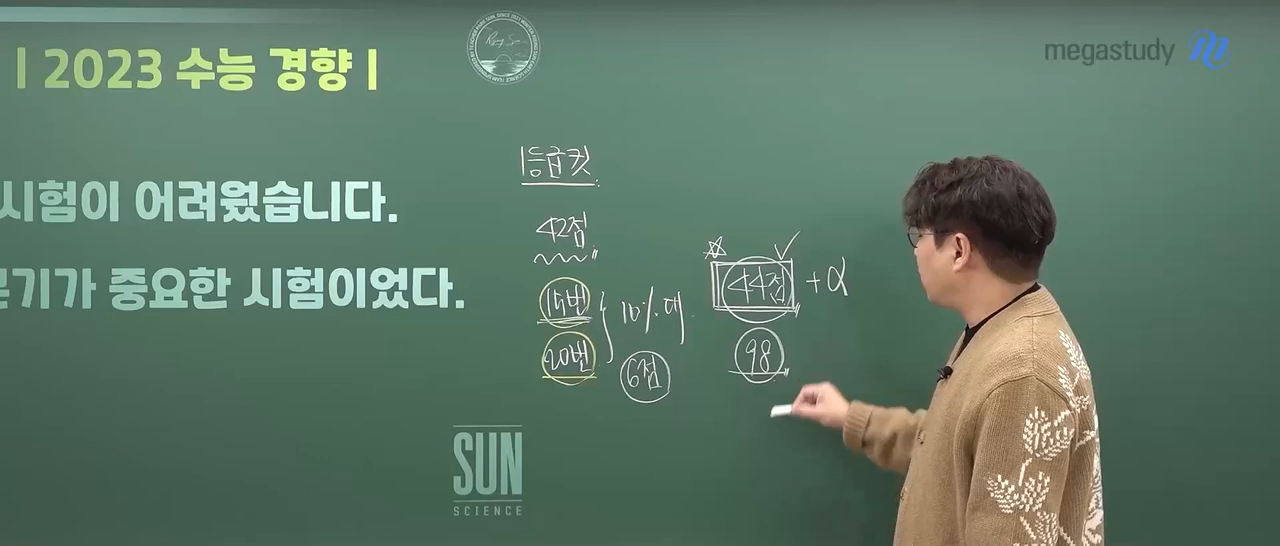 | 2023 수능 경향 |
megastudy
시험이 어려웠습니다.
기가 중요한 시험이었다.
1등급 컷
42점
15번
20번
10%대.
6점
44점 + α
98
SUN
SCIENCE